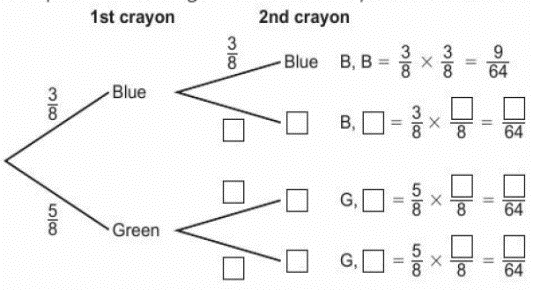 1st crayon 2nd crayon
3/8 Blue 3/8 Blue B, B = 3/8 × 3/8 = 9/64
□ □ B, □ = 3/8 × □/8 = □/64
5/8 Green □ □ G, □ = 5/8 × □/8 = □/64
□ □ G, □ = 5/8 × □/8 = □/64